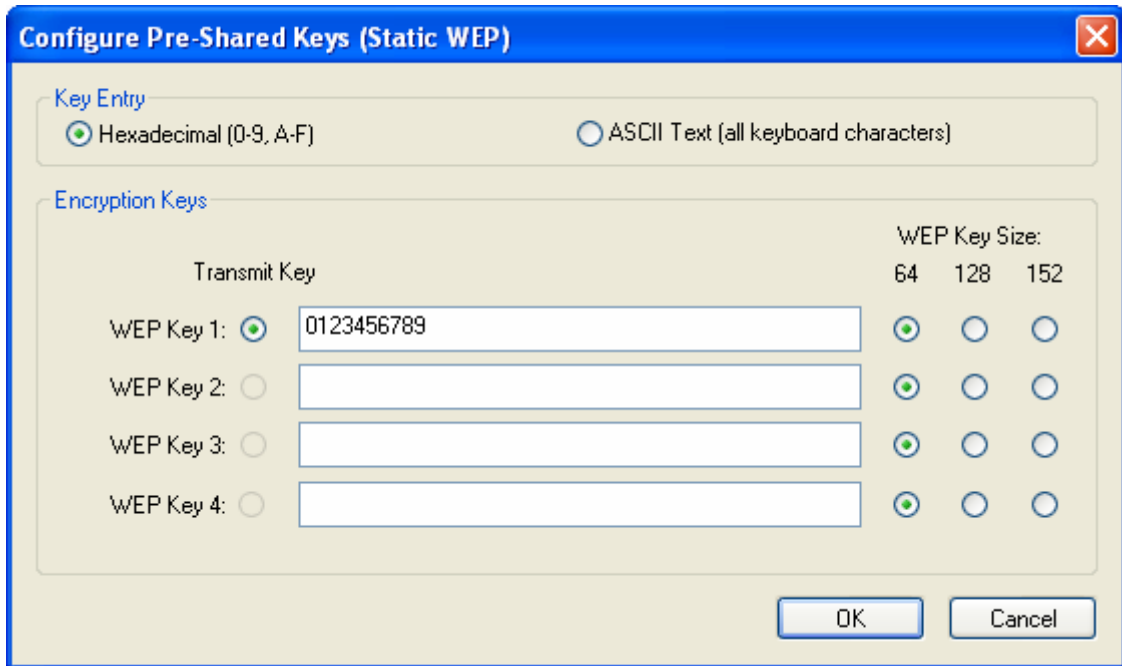 Configure Pre-Shared Keys (Static WEP)
Key Entry
Hexadecimal (0-9, A-F) ASCII Text (all keyboard characters)
Encryption Keys
WEP Key Size:
Transmit Key 64 128 152
WEP Key 1: 0123456789
WEP Key 2:
WEP Key 3:
WEP Key 4:
OK Cancel